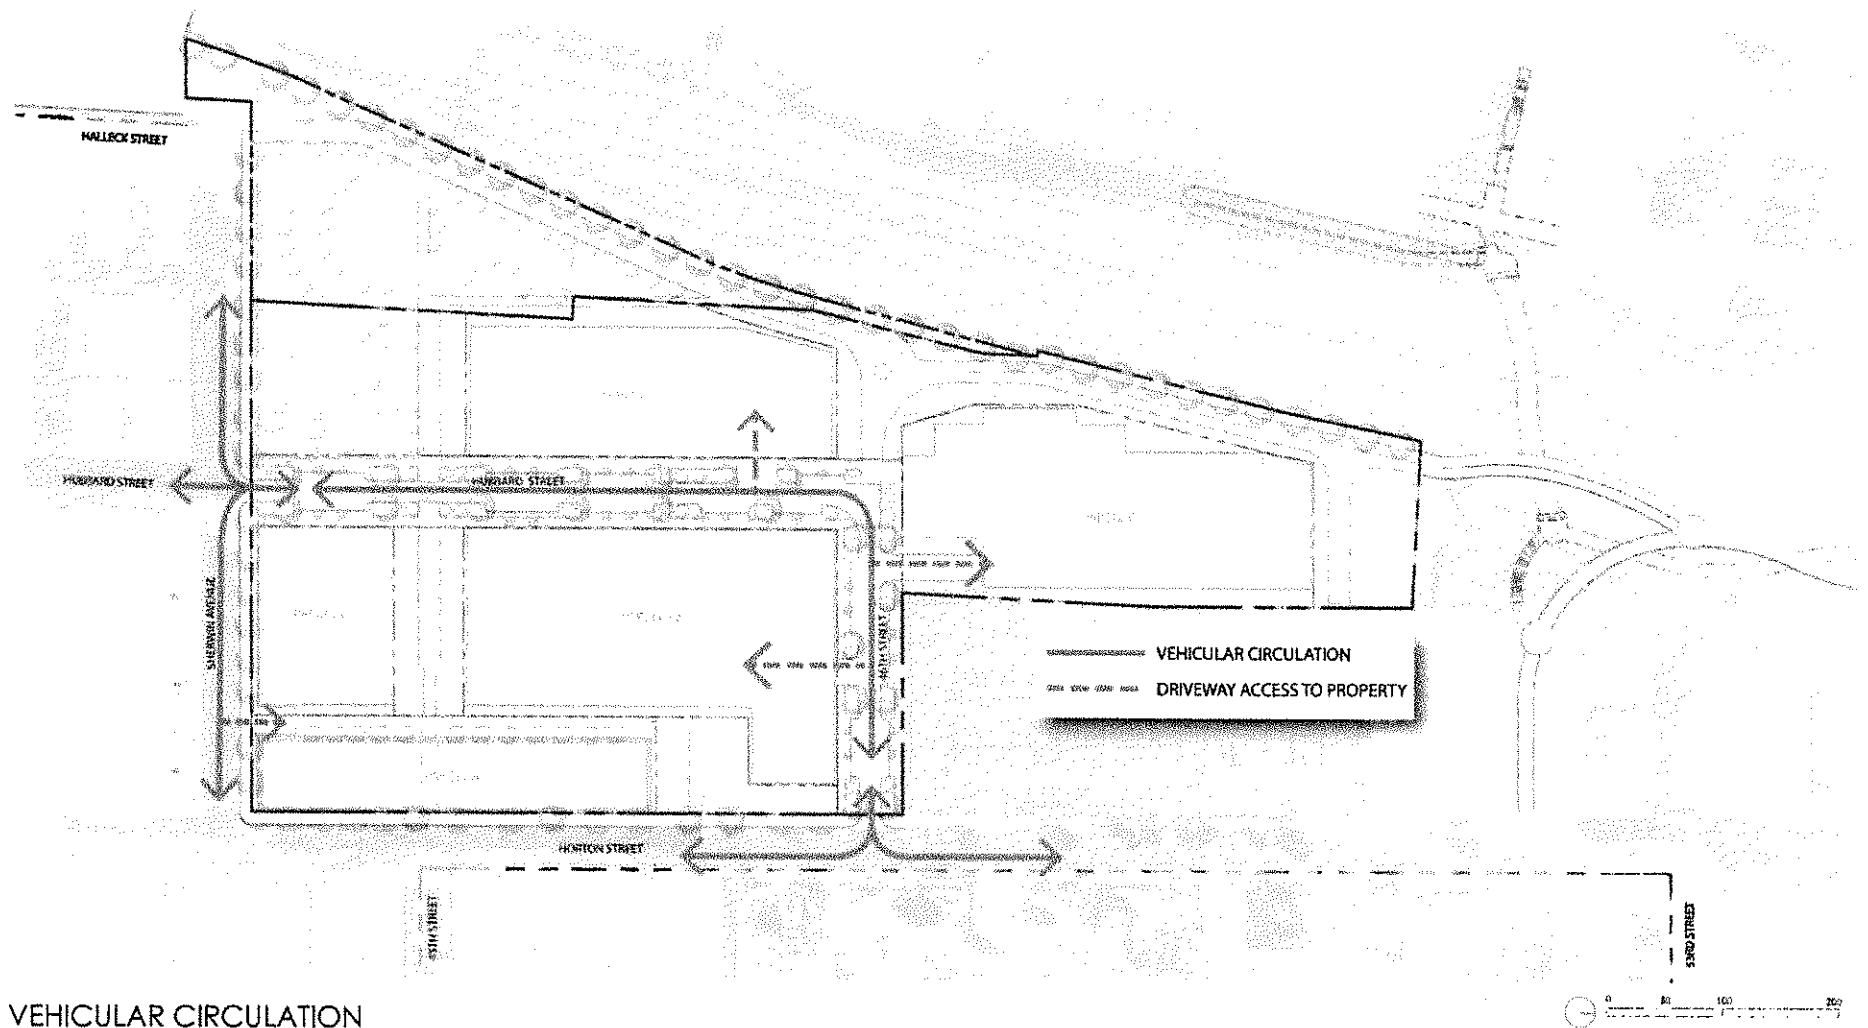 HALLECK STREET
HUBBARD STREET
HUBBARD STREET
SHERWIN AVENUE
46TH STREET
VEHICULAR CIRCULATION
DRIVEWAY ACCESS TO PROPERTY
HORTON STREET
45TH STREET
53RD STREET
VEHICULAR CIRCULATION
0 50 100 200